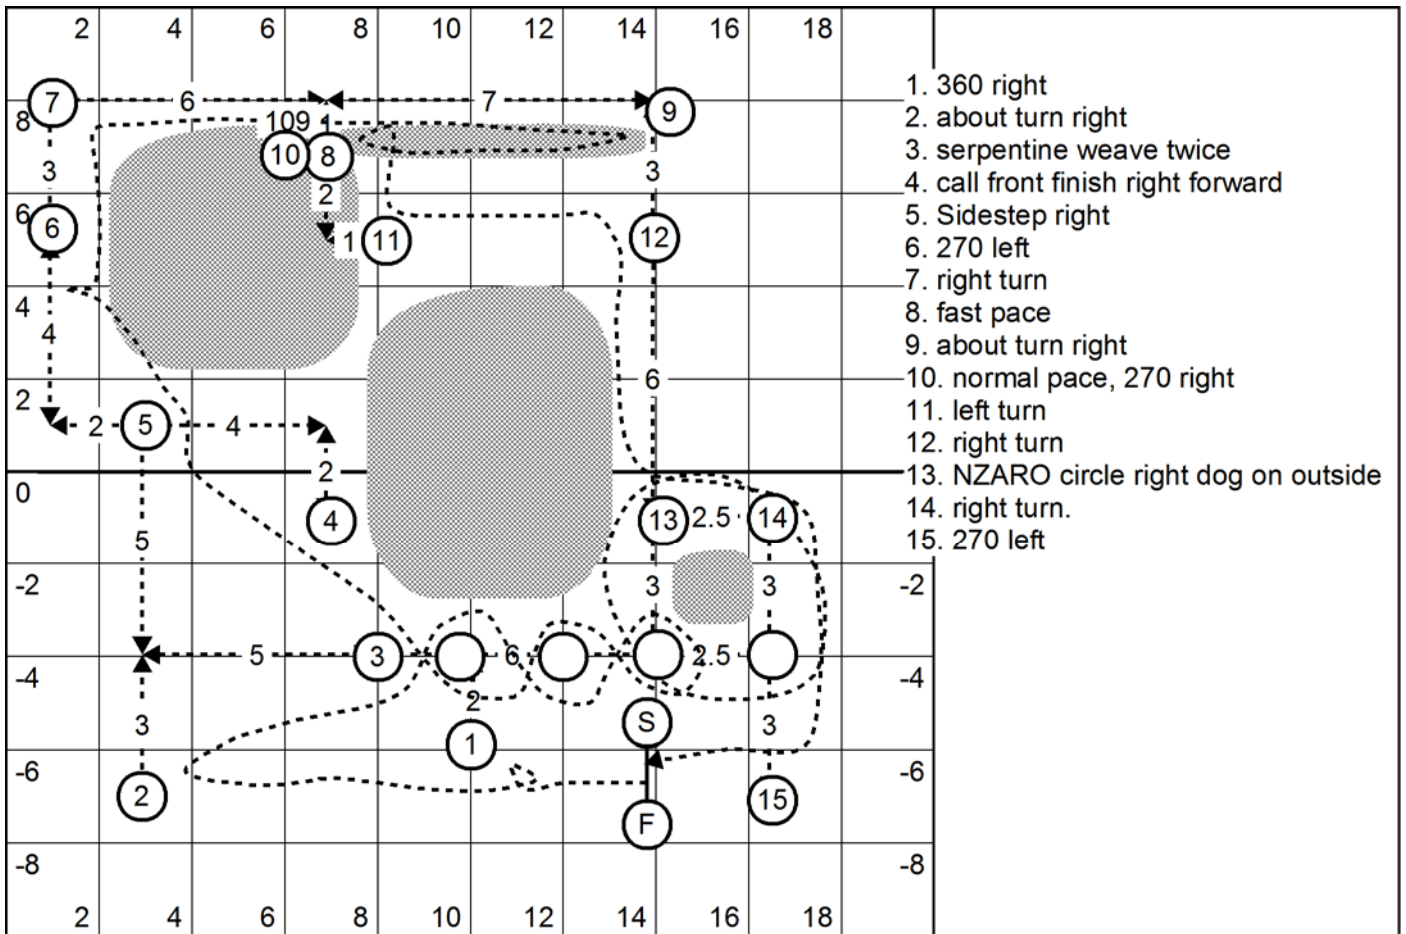 2 4 6 8 10 12 14 16 18
1. 360 right
2. about turn right
3. serpentine weave twice
4. call front finish right forward
5. Sidestep right
6. 270 left
7. right turn
8. fast pace
9. about turn right
10. normal pace, 270 right
11. left turn
12. right turn
13. NZARO circle right dog on outside
14. right turn.
15. 270 left
7 6 7 9
8 109 1
10 8
3 2 3
6 6 1 11 12
4 4
6
2 2 5 4
2
0
4 13 2.5 14
5
-2 3 3 -2
5 3 6 2.5
-4 -4
2
3 1 S 3
-6 -6
2 F 15
-8 -8
2 4 6 8 10 12 14 16 18